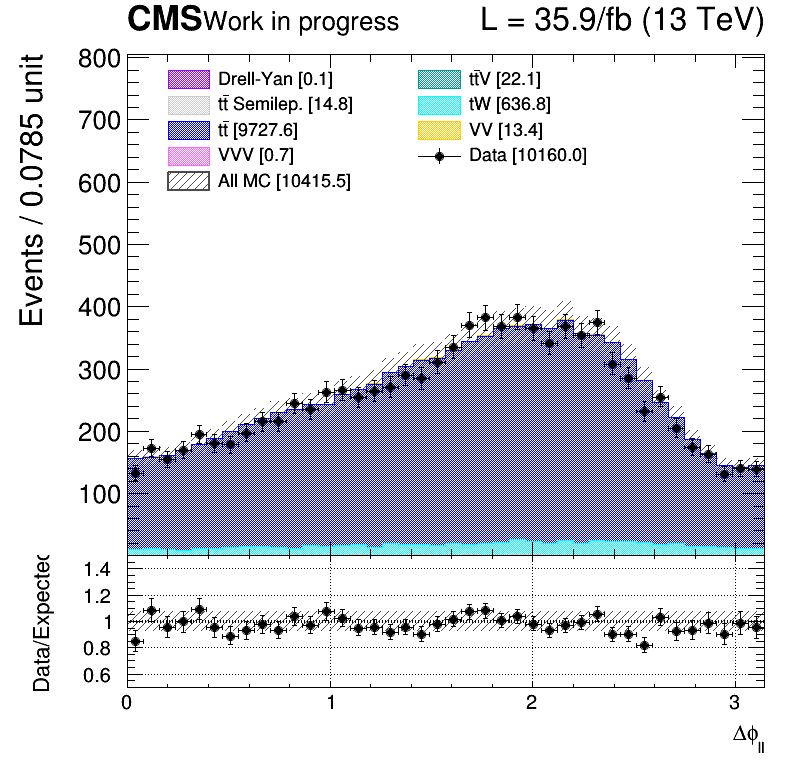 CMS Work in progress L = 35.9/fb (13 TeV)
Events / 0.0785 unit
800
700
600
500
400
300
200
100
Drell-Yan [0.1]
tt̄ Semilep. [14.8]
tt̄ [9727.6]
VVV [0.7]
All MC [10415.5]
tt̄V [22.1]
tW [636.8]
VV [13.4]
Data [10160.0]
Data/Expected
1.4
1.2
1
0.8
0.6
0 1 2 3
Δϕll